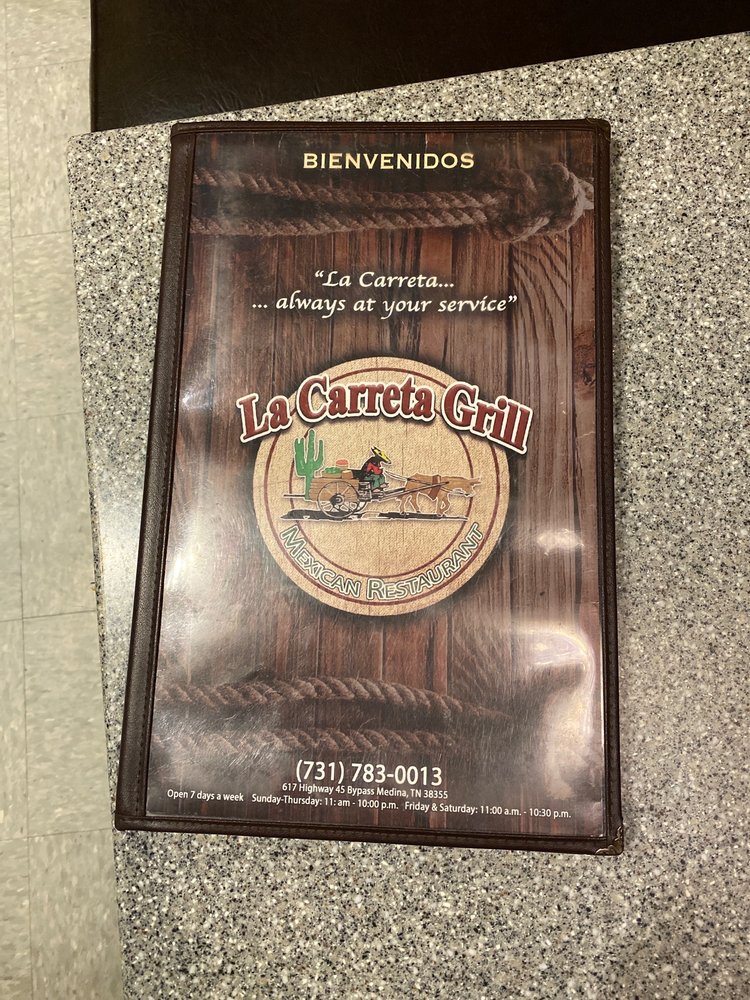 BIENVENIDOS
“La Carreta...
... always at your service”
La Carreta Grill
MEXICAN RESTAURANT
(731) 783-0013
617 Highway 45 Bypass Medina, TN 38355
Open 7 days a week Sunday-Thursday: 11: am - 10:00 p.m. Friday & Saturday: 11:00 a.m. - 10:30 p.m.